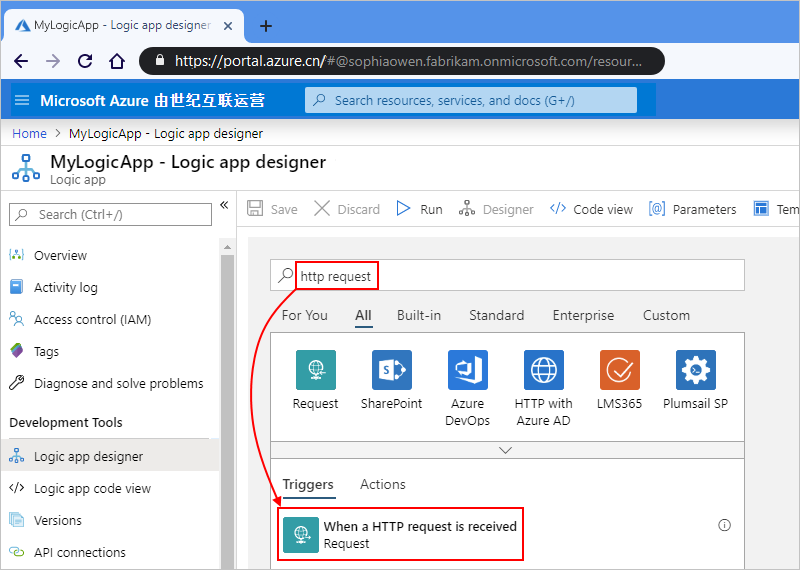 MyLogicApp - Logic app designer
https://portal.azure.cn/#@sophiaowen.fabrikam.onmicrosoft.com/resour...
Microsoft Azure 由世纪互联运营
Search resources, services, and docs (G+/)
Home > MyLogicApp - Logic app designer
MyLogicApp - Logic app designer
Logic app
Search (Ctrl+/)
«
Overview
Activity log
Access control (IAM)
Tags
Diagnose and solve problems
Development Tools
Logic app designer
Logic app code view
Versions
API connections
Save Discard Run Designer Code view Parameters Tem
http request
For You All Built-in Standard Enterprise Custom
Request SharePoint Azure DevOps HTTP with Azure AD LMS365 Plumsail SP
Triggers Actions
When a HTTP request is received
Request